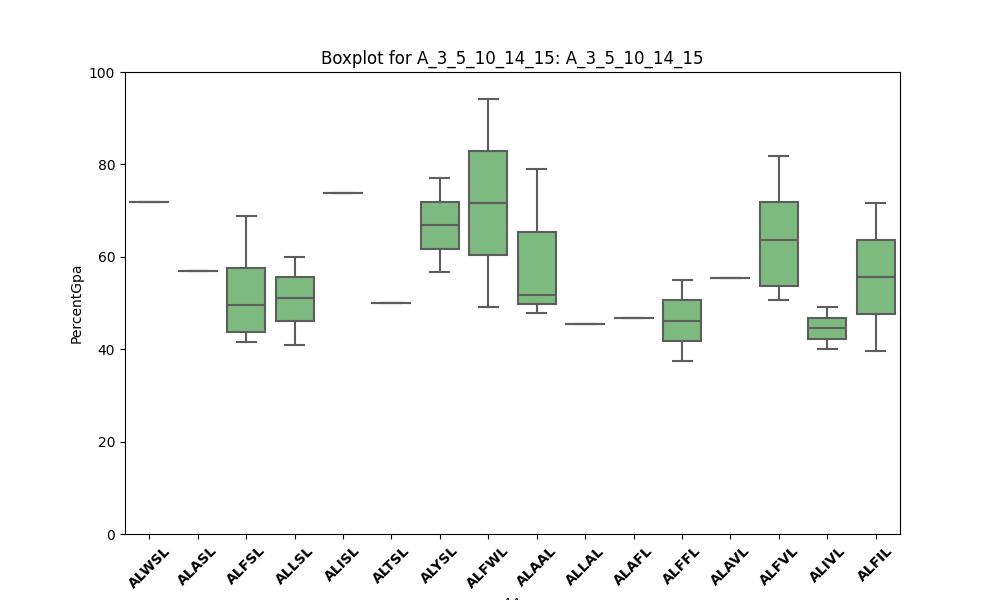 Boxplot for A_3_5_10_14_15: A_3_5_10_14_15
100
80
60
40
20
0
PercentGpa
ALWSL ALASL ALFSL ALLSL ALISL ALTSL ALYSL ALFWL ALAAL ALLAL ALAFL ALFFL ALAVL ALFVL ALIVL ALFIL